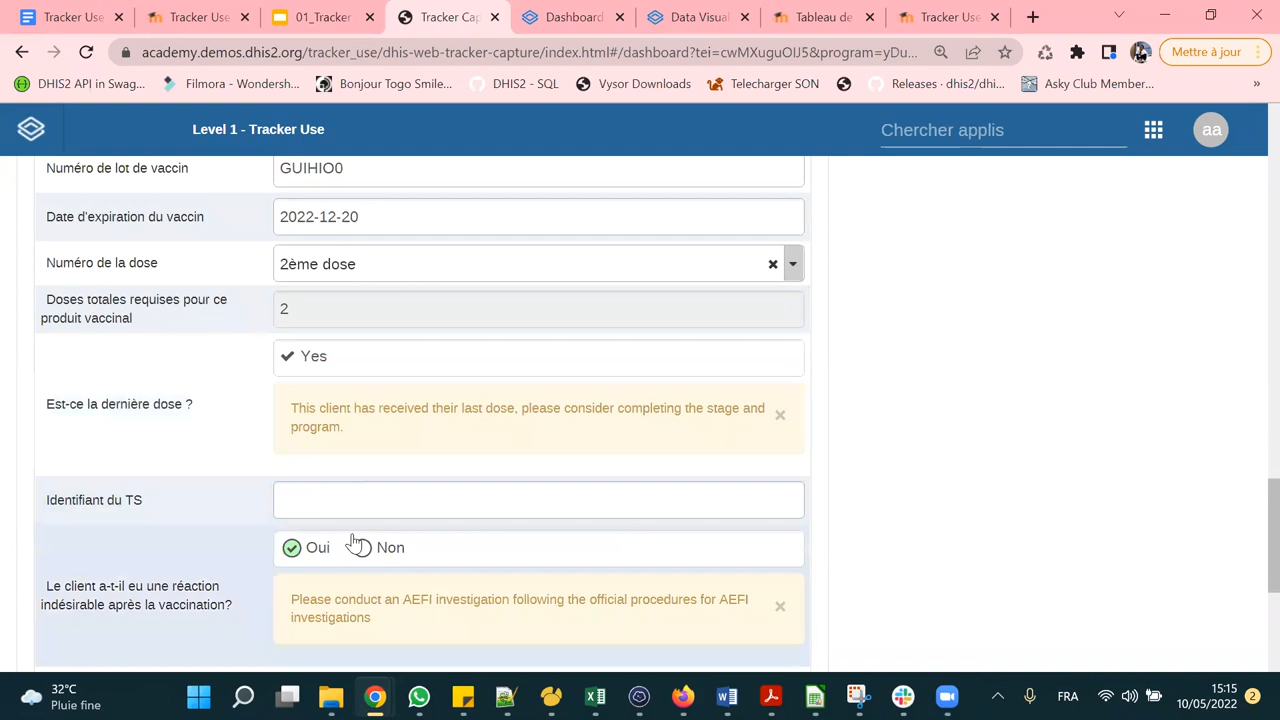 Tracker Use
Tracker Use
01_Tracker
Tracker Cap
Dashboard
Data Visual
Tableau de
Tracker Use
academy.demos.dhis2.org/tracker_use/dhis-web-tracker-capture/index.html#/dashboard?tei=cwMXuguOIJ5&program=yDu...
Mettre à jour
DHIS2 API in Swag...
Filmora - Wondersh...
Bonjour Togo Smile...
DHIS2 - SQL
Vysor Downloads
Telecharger SON
Releases · dhis2/dhi...
Asky Club Member...
»
Level 1 - Tracker Use
Chercher applis
aa
Numéro de lot de vaccin
GUIHIO0
Date d'expiration du vaccin
2022-12-20
Numéro de la dose
2ème dose
Doses totales requises pour ce
produit vaccinal
2
Yes
Est-ce la dernière dose ?
This client has received their last dose, please consider completing the stage and
program.
Identifiant du TS
Oui
Non
Le client a-t-il eu une réaction
indésirable après la vaccination?
Please conduct an AEFI investigation following the official procedures for AEFI
investigations
32°C
Pluie fine
FRA
15:15
10/05/2022
2